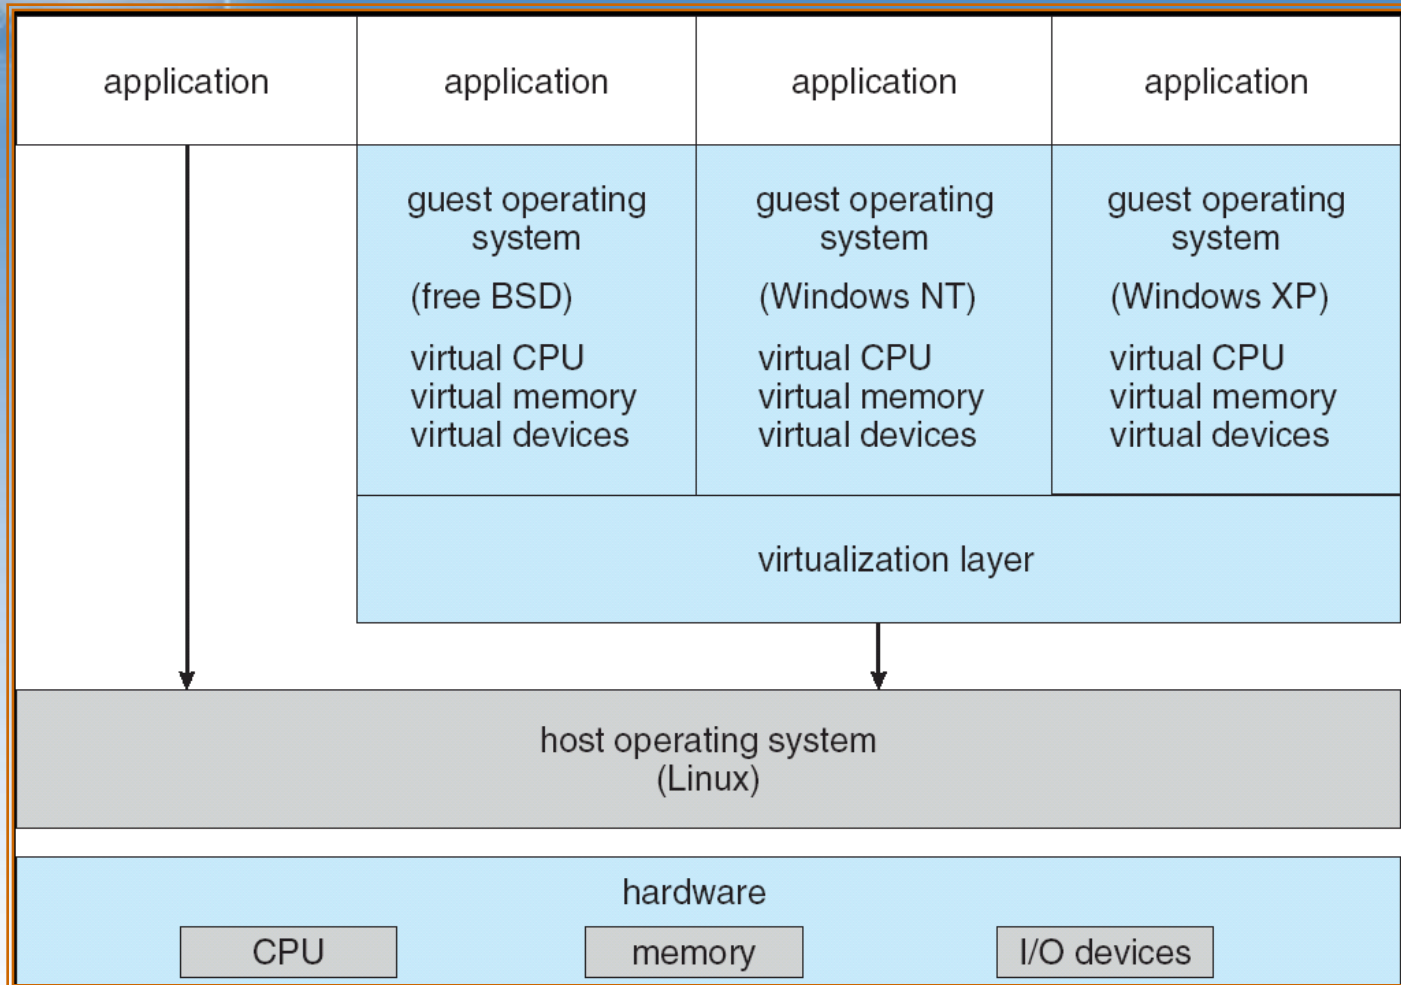 application
application
application
application
guest operating
system
(free BSD)
virtual CPU
virtual memory
virtual devices
guest operating
system
(Windows NT)
virtual CPU
virtual memory
virtual devices
guest operating
system
(Windows XP)
virtual CPU
virtual memory
virtual devices
virtualization layer
host operating system
(Linux)
hardware
CPU
memory
I/O devices